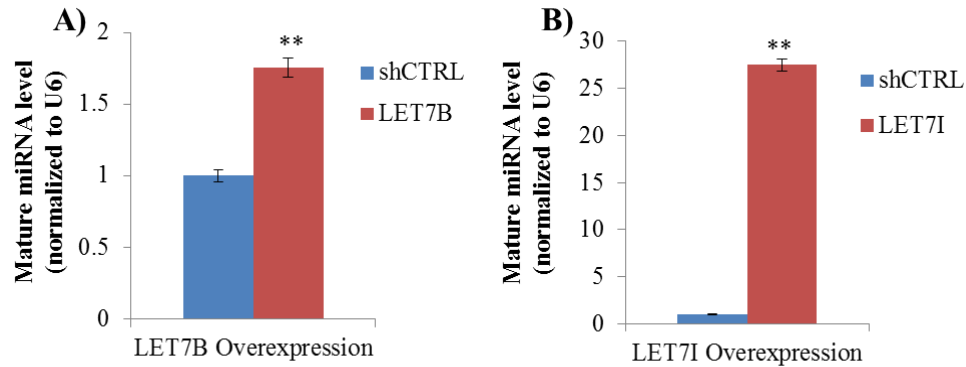 A)
Mature miRNA level
(normalized to U6)
2
1.5
1
0.5
0
**
shCTRL
LET7B
LET7B Overexpression
B)
Mature miRNA level
(normalized to U6)
30
25
20
15
10
5
0
**
shCTRL
LET7I
LET7I Overexpression